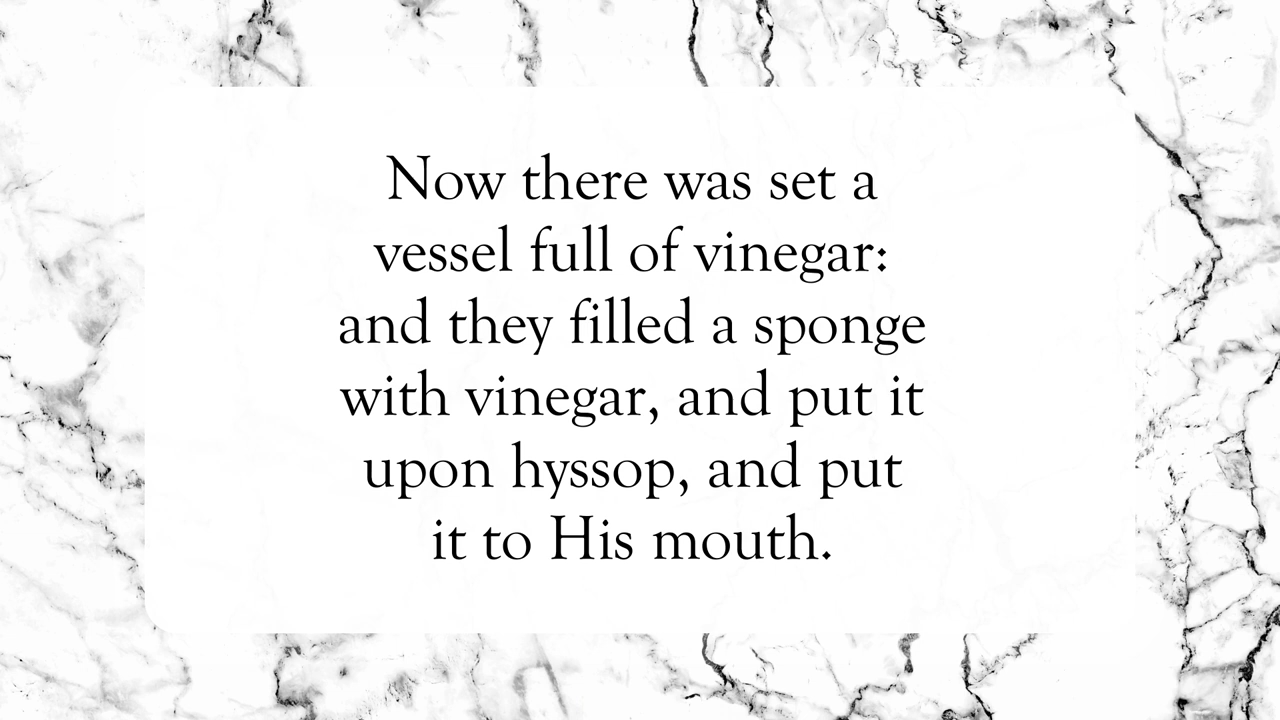 Now there was set a
vessel full of vinegar:
and they filled a sponge
with vinegar, and put it
upon hyssop, and put
it to His mouth.